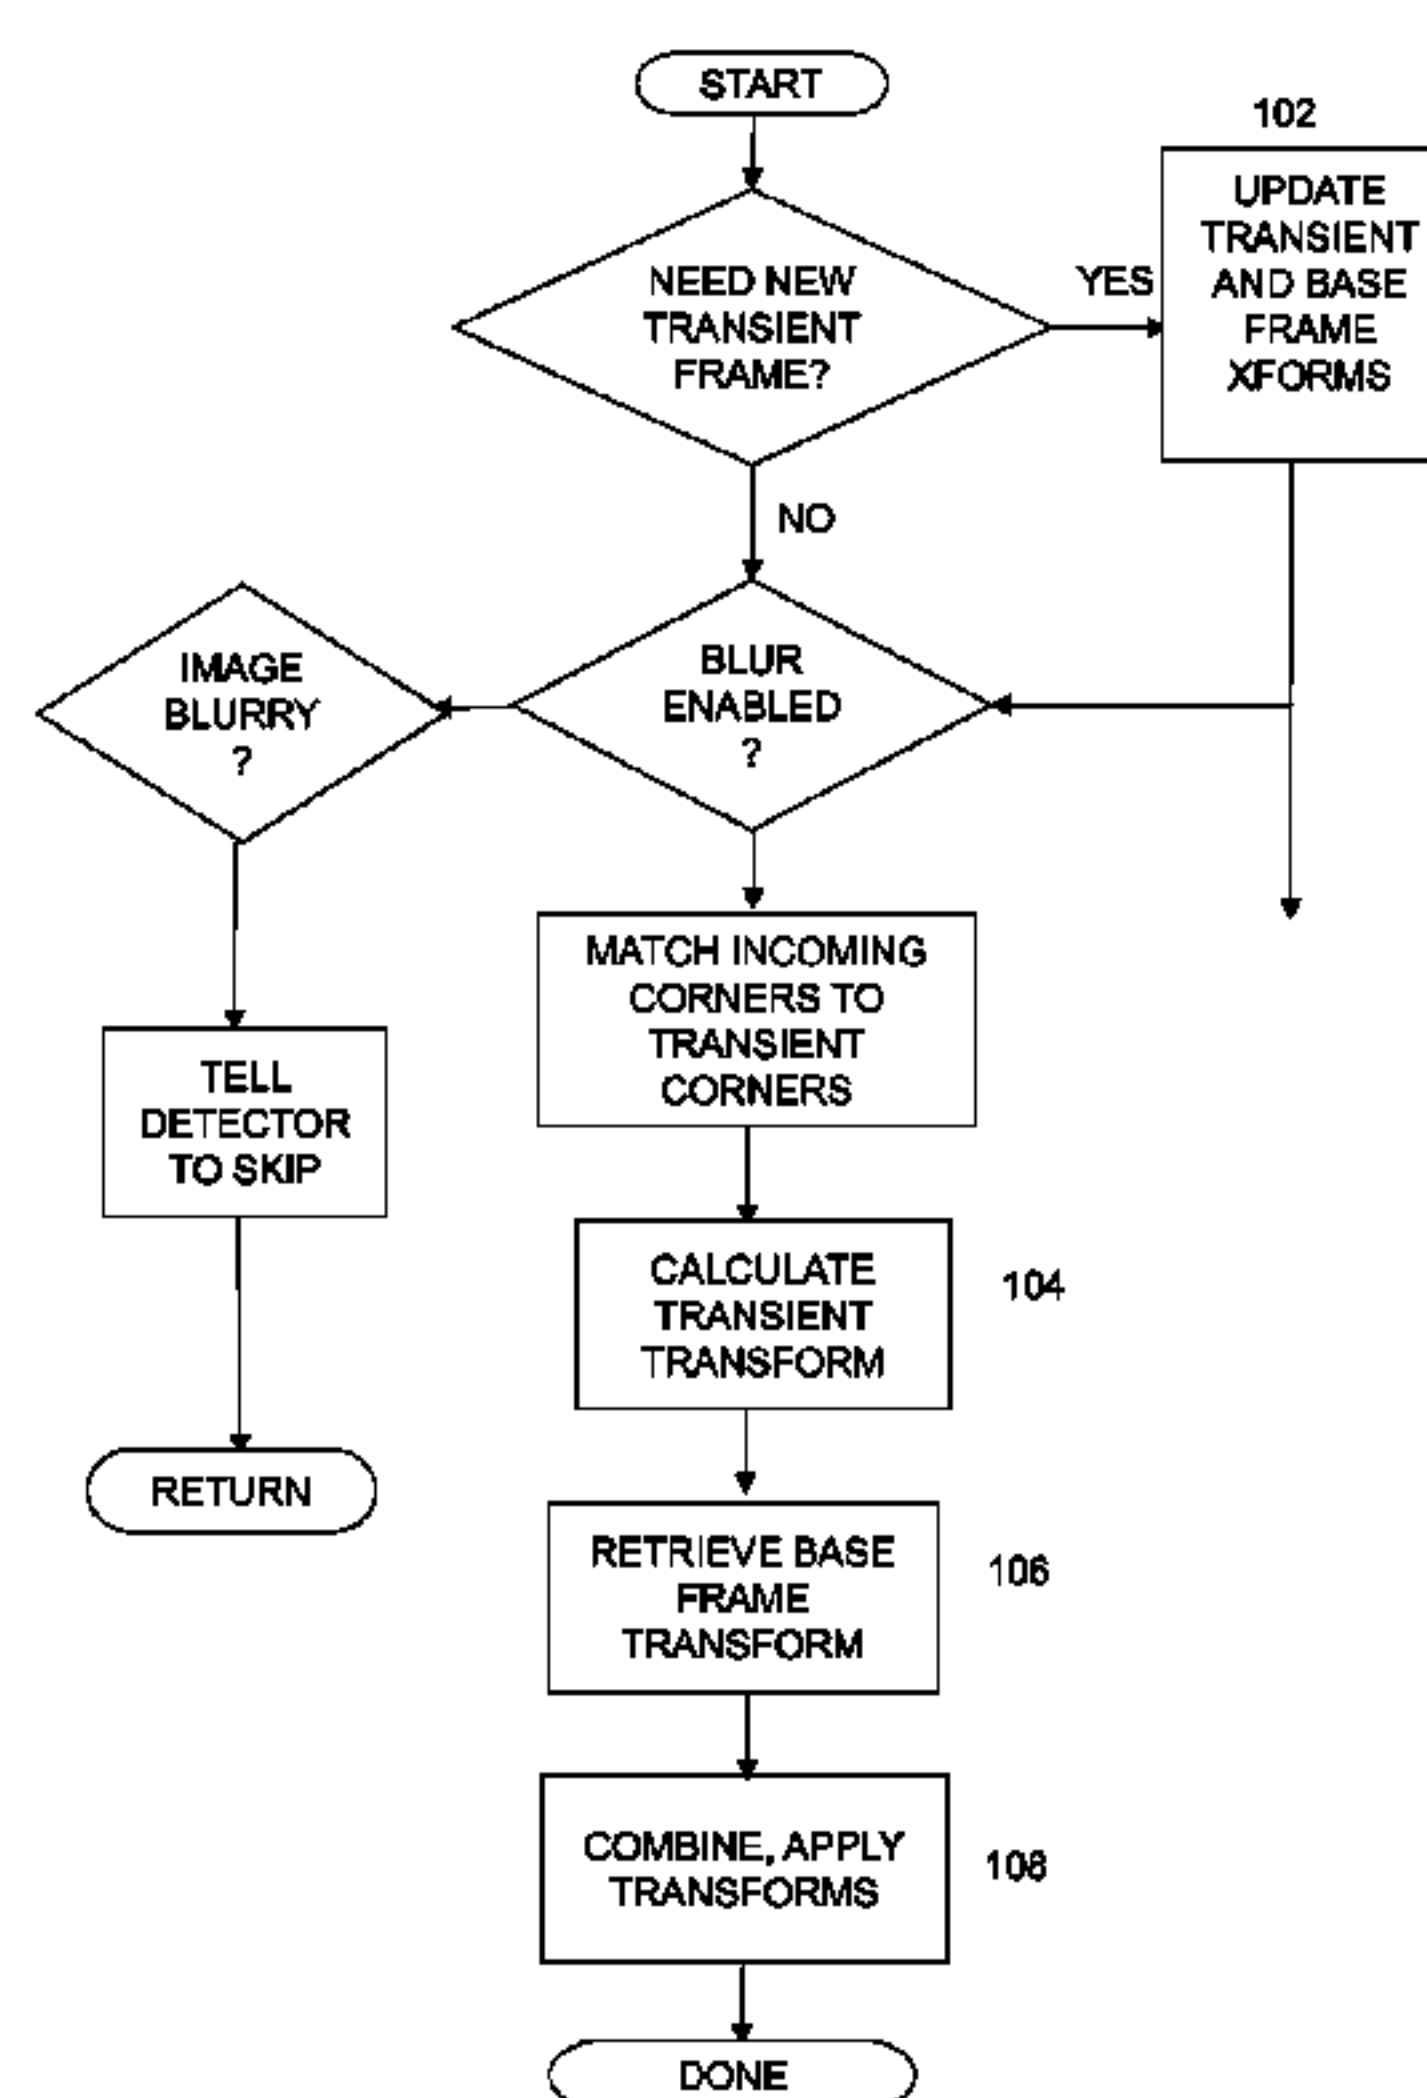 START
102
UPDATE
TRANSIENT
AND BASE
FRAME
XFORMS
NEED NEW
TRANSIENT
FRAME?
YES
NO
IMAGE
BLURRY
?
BLUR
ENABLED
?
MATCH INCOMING
CORNERS TO
TRANSIENT
CORNERS
TELL
DETECTOR
TO SKIP
CALCULATE
TRANSIENT
TRANSFORM
104
RETURN
RETRIEVE BASE
FRAME
TRANSFORM
106
COMBINE, APPLY
TRANSFORMS
108
DONE